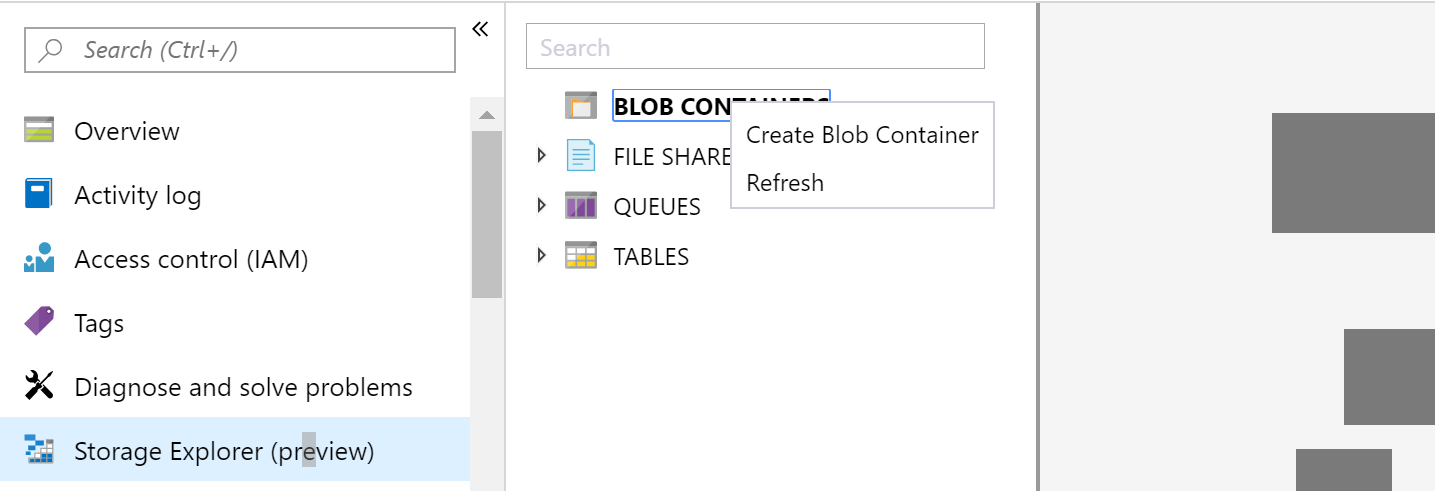 Search (Ctrl+/)
Overview
Activity log
Access control (IAM)
Tags
Diagnose and solve problems
Storage Explorer (preview)
Search
BLOB CONTAINERS
Create Blob Container
Refresh
FILE SHARE
QUEUES
TABLES